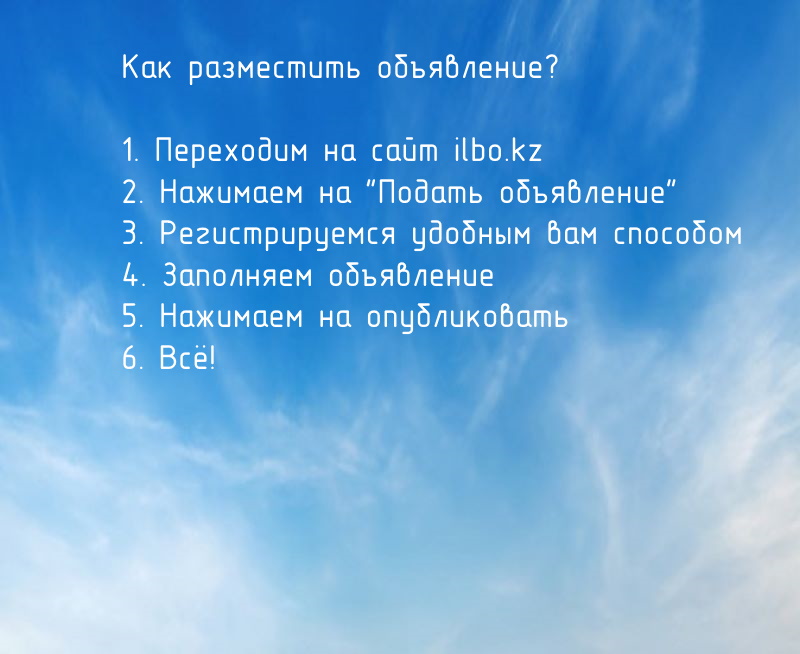 Как разместить объявление?
1. Переходим на сайт ilbo.kz
2. Нажимаем на "Подать объявление"
3. Регистрируемся удобным вам способом
4. Заполняем объявление
5. Нажимаем на опубликовать
6. Всё!